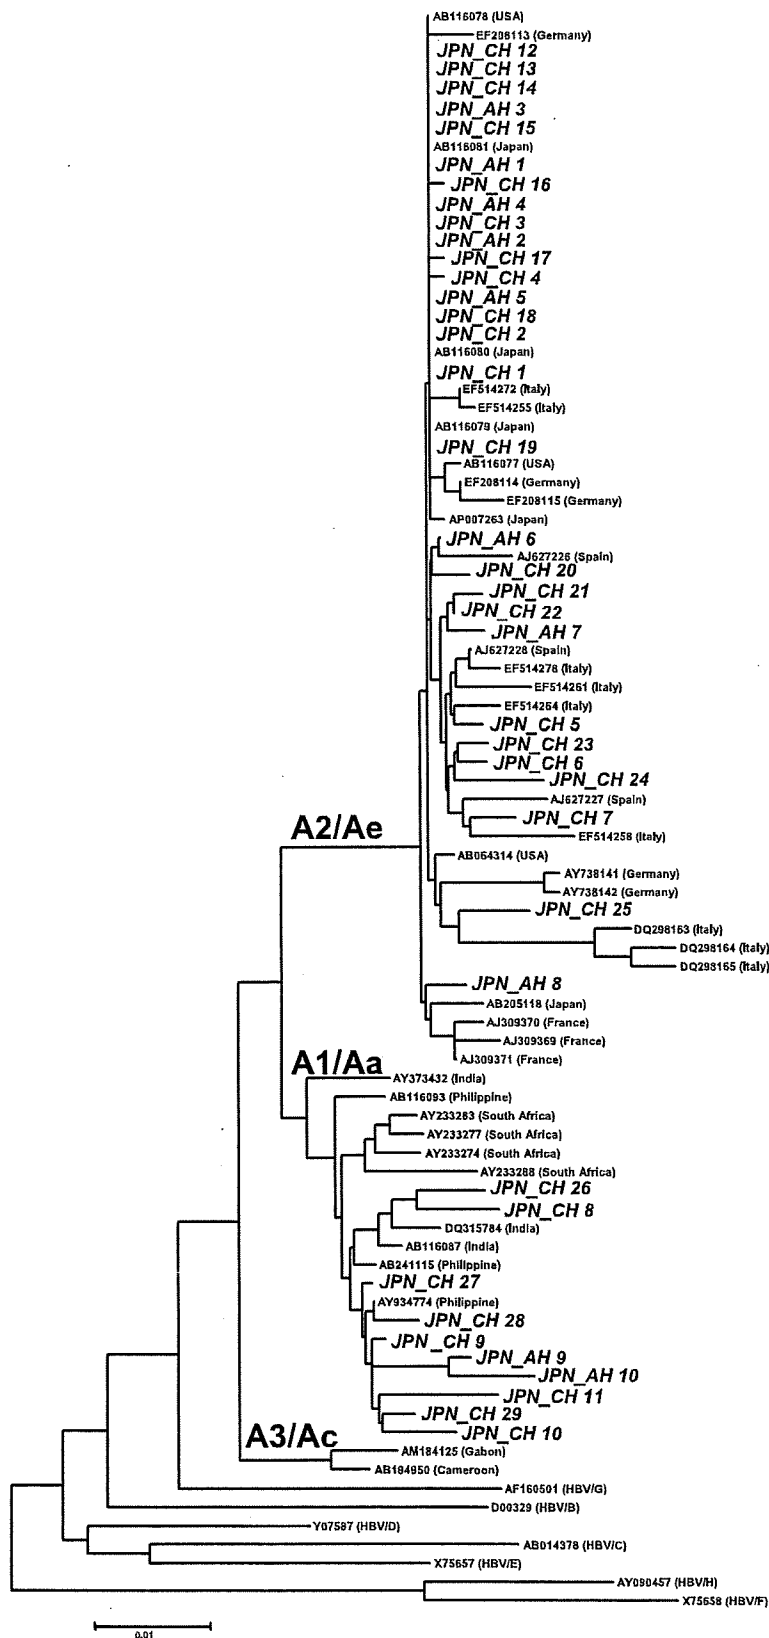 AB116078 (USA)
EF208113 (Germany)
JPN_CH 12
JPN_CH 13
JPN_CH 14
JPN_AH 3
JPN_CH 15
AB116081 (Japan)
JPN_AH 1
JPN_CH 16
JPN_AH 4
JPN_CH 3
JPN_AH 2
JPN_CH 17
JPN_CH 4
JPN_AH 5
JPN_CH 18
JPN_CH 2
AB116080 (Japan)
JPN_CH 1
EF514272 (Italy)
EF514255 (Italy)
AB116079 (Japan)
JPN_CH 19
AB116077 (USA)
EF208114 (Germany)
EF208115 (Germany)
AP007263 (Japan)
JPN_AH 6
AJ627226 (Spain)
JPN_CH 20
JPN_CH 21
JPN_CH 22
JPN_AH 7
AJ627228 (Spain)
EF514278 (Italy)
EF514261 (Italy)
EF514264 (Italy)
JPN_CH 5
JPN_CH 23
JPN_CH 6
JPN_CH 24
AJ627227 (Spain)
JPN_CH 7
A2/Ae
EF514258 (Italy)
AB064314 (USA)
AY738141 (Germany)
AY738142 (Germany)
JPN_CH 25
DQ298163 (Italy)
DQ298164 (Italy)
DQ298165 (Italy)
JPN_AH 8
AB205118 (Japan)
AJ309370 (France)
AJ309369 (France)
AJ309371 (France)
A1/Aa
AY373432 (India)
AB116093 (Philippine)
AY233283 (South Africa)
AY233277 (South Africa)
AY233274 (South Africa)
AY233288 (South Africa)
JPN_CH 26
JPN_CH 8
DQ315784 (India)
AB116087 (India)
AB241115 (Philippine)
JPN_CH 27
AY934774 (Philippine)
JPN_CH 28
JPN_CH 9
JPN_AH 9
JPN_AH 10
JPN_CH 11
JPN_CH 29
JPN_CH 10
A3/Ac
AM184125 (Gabon)
AB194950 (Cameroon)
AF160501 (HBV/G)
D00329 (HBV/B)
Y07587 (HBV/D)
AB014378 (HBV/C)
X75657 (HBV/E)
AY090457 (HBV/H)
X75658 (HBV/F)
0.01